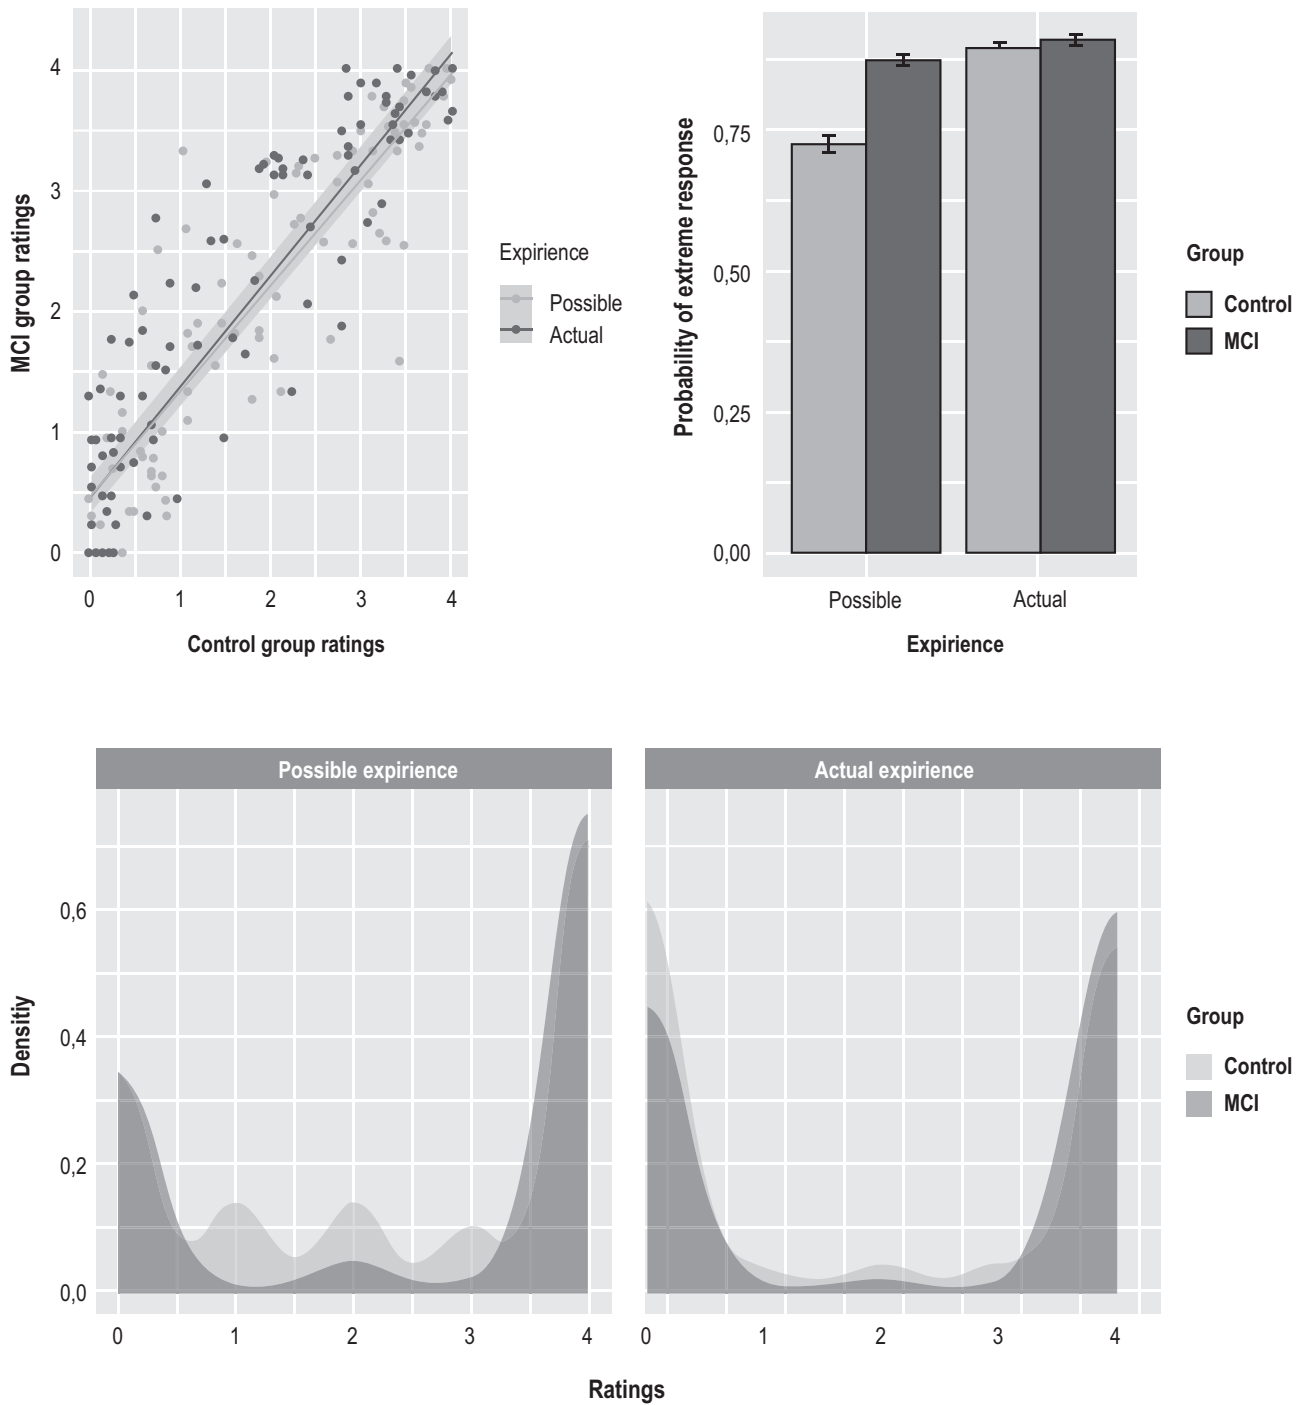 MCI group ratings
4
3
2
1
0
0 1 2 3 4
Control group ratings
Expirience
Possible
Actual
Probability of extreme response
0,75
0,50
0,25
0,00
Possible Actual
Expirience
Group
Control
MCI
Possible expirience
Actual expirience
Densitiy
0,6
0,4
0,2
0,0
0 1 2 3 4
0 1 2 3 4
Ratings
Group
Control
MCI